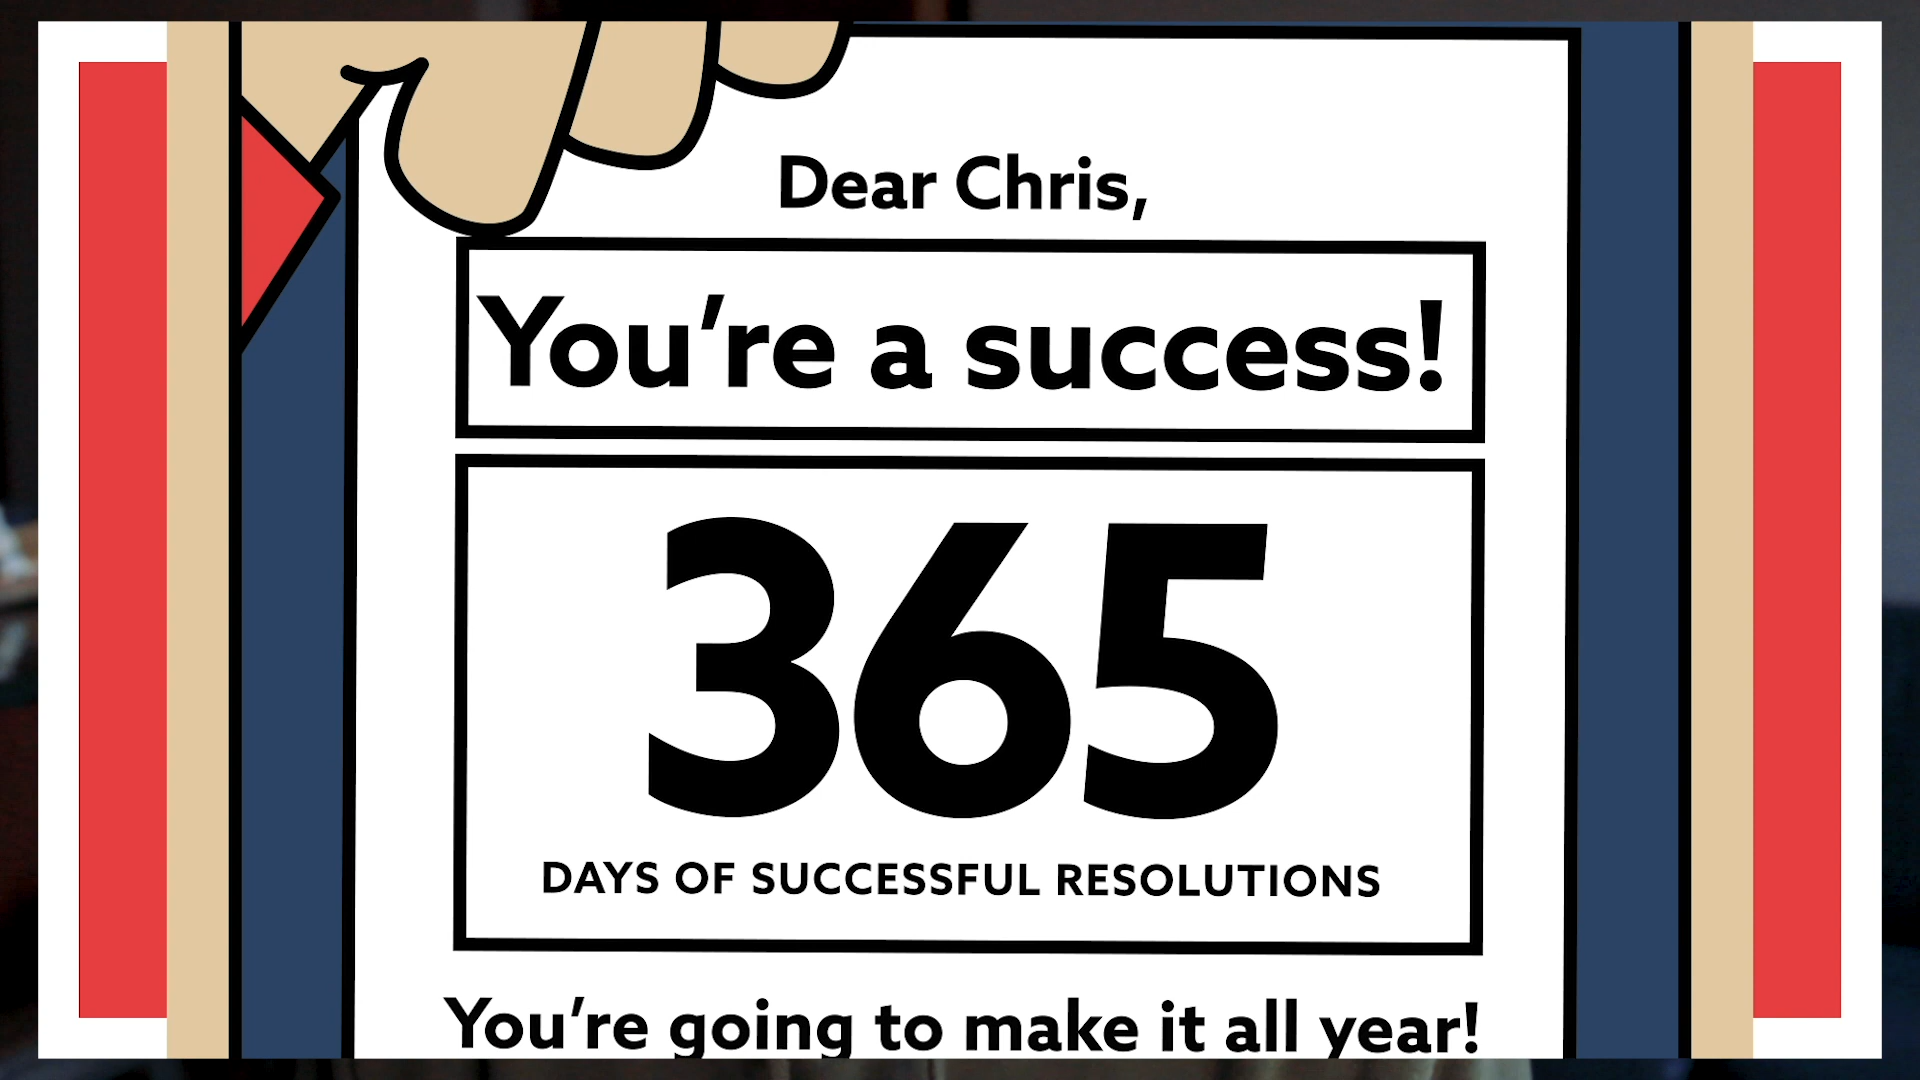 Dear Chris,
You're a success!
365
DAYS OF SUCCESSFUL RESOLUTIONS
You're going to make it all year!